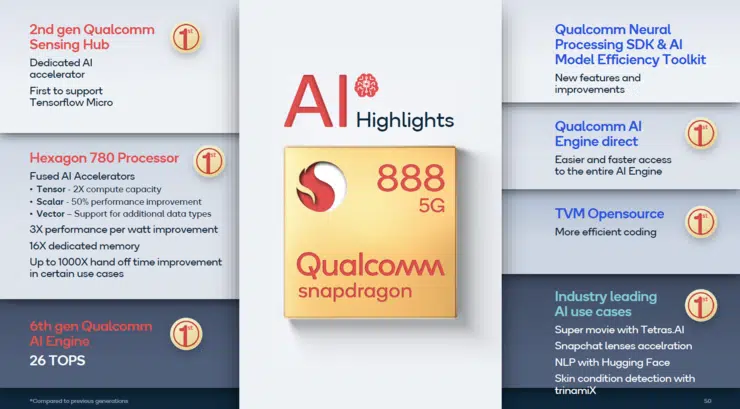 2nd gen Qualcomm
Sensing Hub
1st
Dedicated AI
accelerator
First to support
Tensorflow Micro
Hexagon 780 Processor
1st
Fused AI Accelerators
• Tensor - 2X compute capacity
• Scalar - 50% performance improvement
• Vector – Support for additional data types
3X performance per watt improvement
16X dedicated memory
Up to 1000X hand off time improvement
in certain use cases
6th gen Qualcomm
AI Engine
1st
26 TOPS
*Compared to previous generations
AI
Highlights
888
5G
Qualcomm
snapdragon
Qualcomm Neural
Processing SDK & AI
Model Efficiency Toolkit
New features and
improvements
Qualcomm AI
Engine direct
1st
Easier and faster access
to the entire AI Engine
TVM Opensource
1st
More efficient coding
Industry leading
AI use cases
1st
Super movie with Tetras.AI
Snapchat lenses accelration
NLP with Hugging Face
Skin condition detection with
trinamiX
50